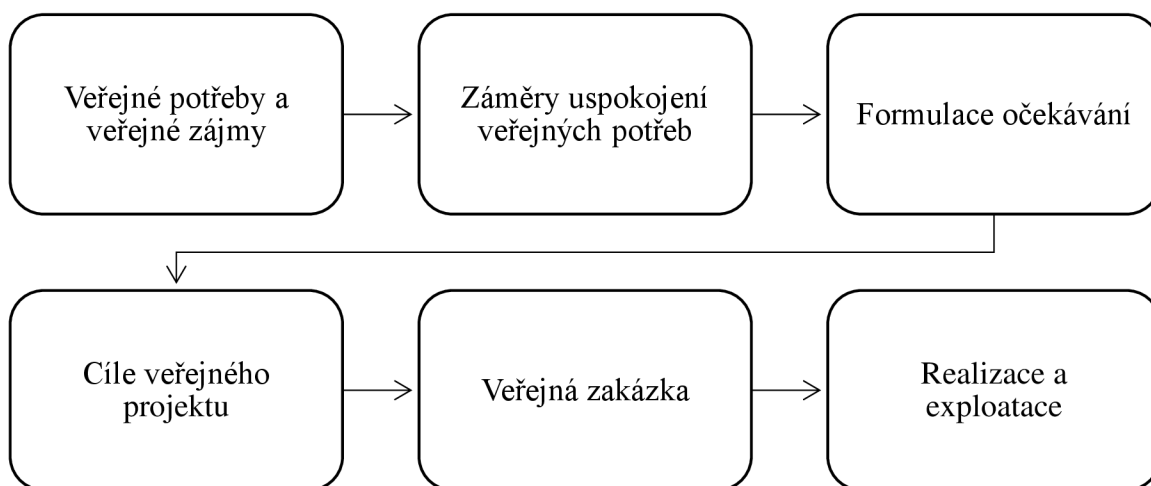 Veřejné potřeby a
veřejné zájmy
Záměry uspokojení
veřejných potřeb
Formulace očekávání
Cíle veřejného
projektu
Veřejná zakázka
Realizace a
exploatace